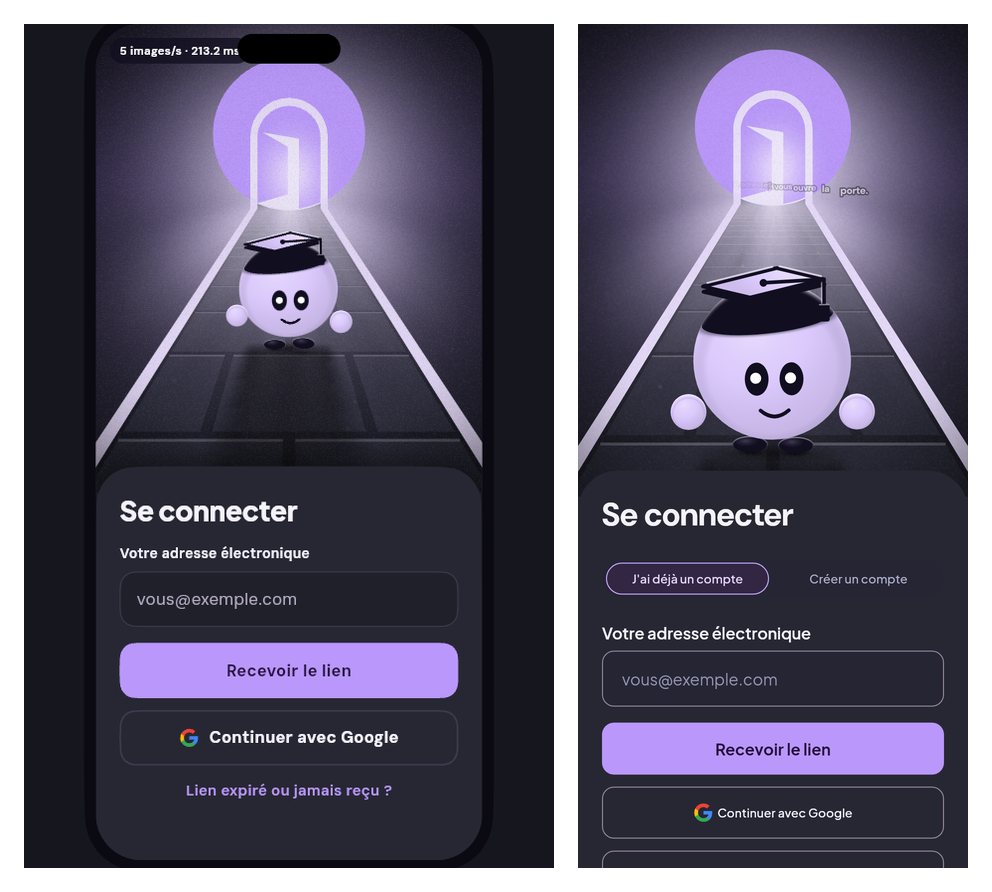 5 images/s · 213.2 ms
Se connecter
Votre adresse électronique
vous@exemple.com
Recevoir le lien
Continuer avec Google
Lien expiré ou jamais reçu ?
vous ouvre la porte.
Se connecter
J'ai déjà un compte
Créer un compte
Votre adresse électronique
vous@exemple.com
Recevoir le lien
Continuer avec Google